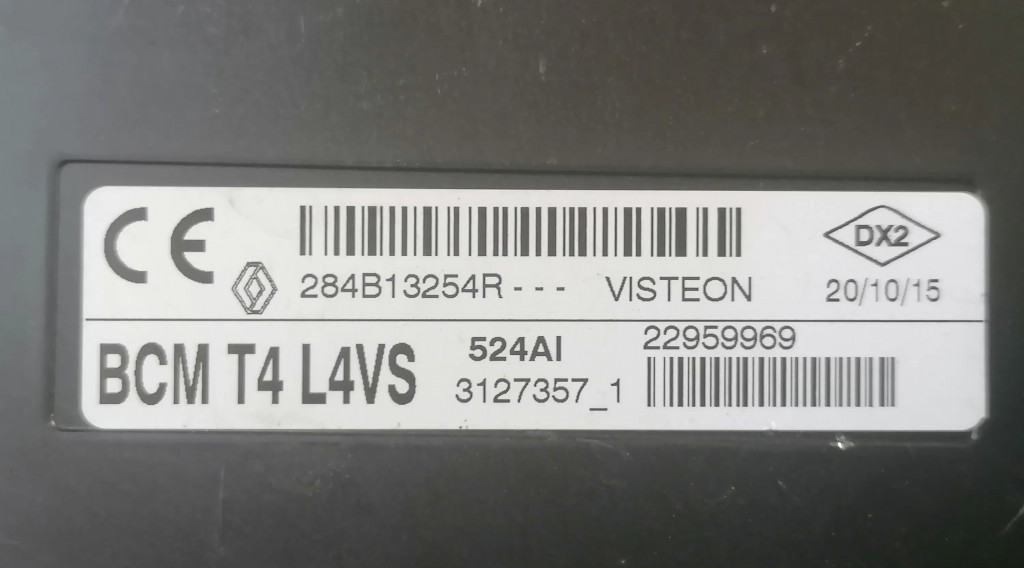 CE
284B13254R - - - VISTEON
DX2
20/10/15
BCM T4 L4VS
524AI
3127357_1
22959969